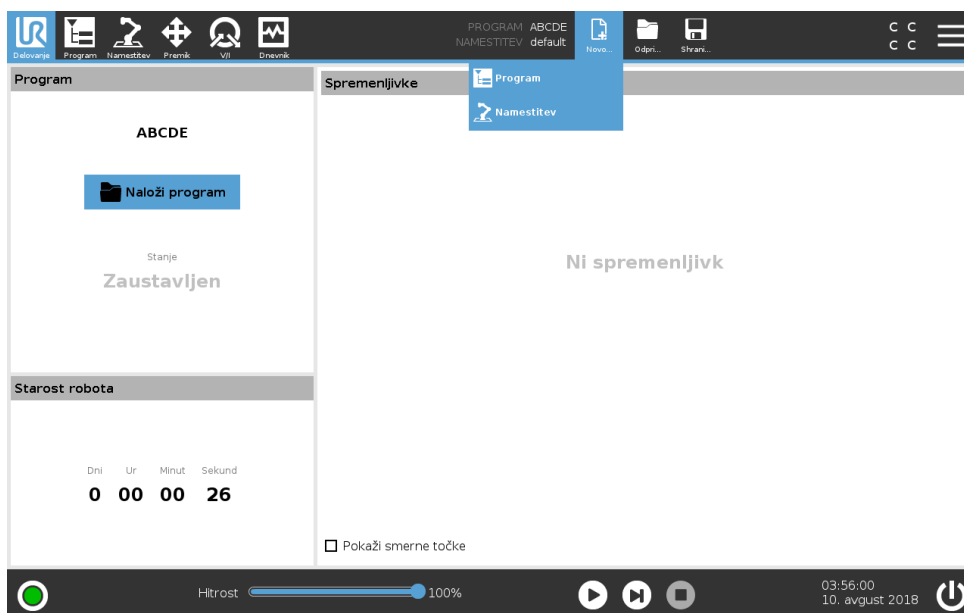 PROGRAM ABCDE
NAMESTITEV default
C C
C C
Delovanje Program Namestitev Premik V/I Dnevnik Novo... Odpri... Shrani...
Program
Namestitev
Program
Spremenljivke
ABCDE
Naloži program
Stanje
Zaustavljen
Ni spremenljivk
Starost robota
Dni Ur Minut Sekund
0 00 00 26
Pokaži smerne točke
Hitrost 100%
03:56:00
10. avgust 2018